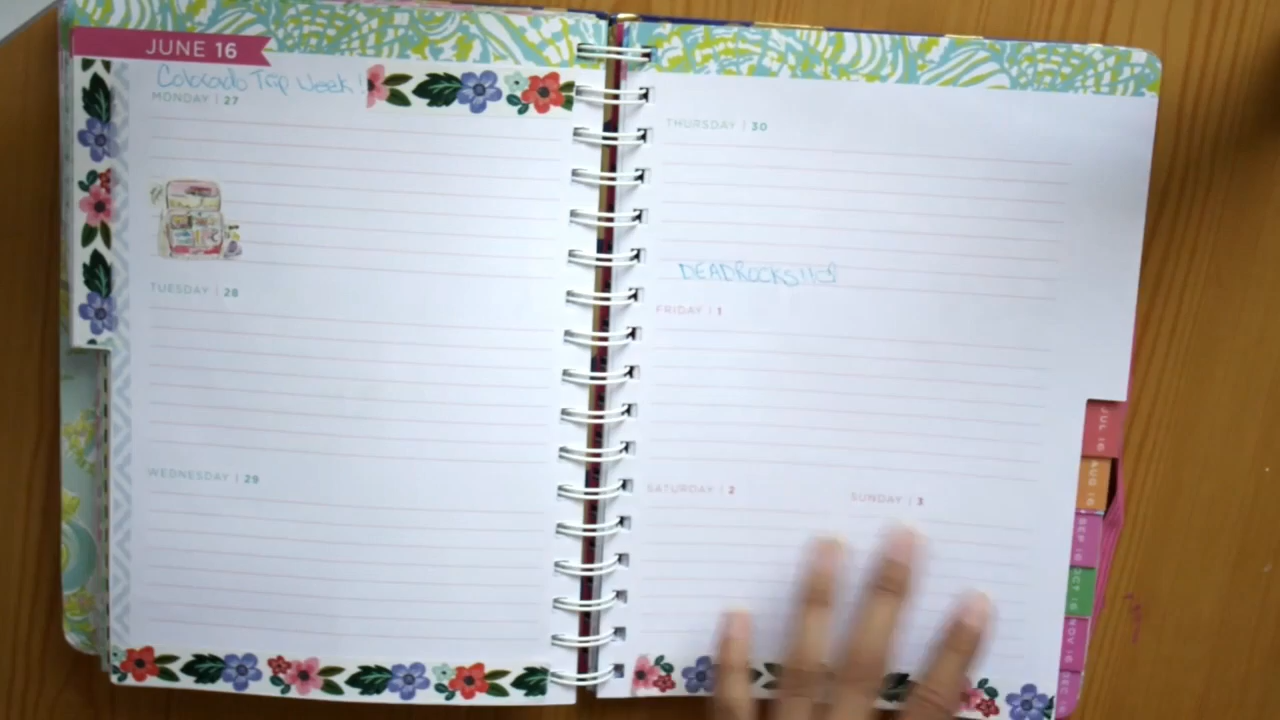 JUNE 16
Colorado Trip Week!
MONDAY | 27
TUESDAY | 28
WEDNESDAY | 29
THURSDAY | 30
FRIDAY | 1
SATURDAY | 2
SUNDAY | 3
JUL 16
AUG 16
SEP 16
OCT 16
NOV 16
DEC